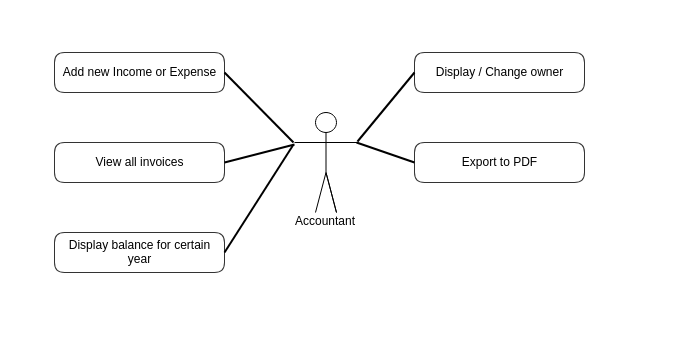 Add new Income or Expense
Display / Change owner
View all invoices
Export to PDF
Accountant
Display balance for certain
year